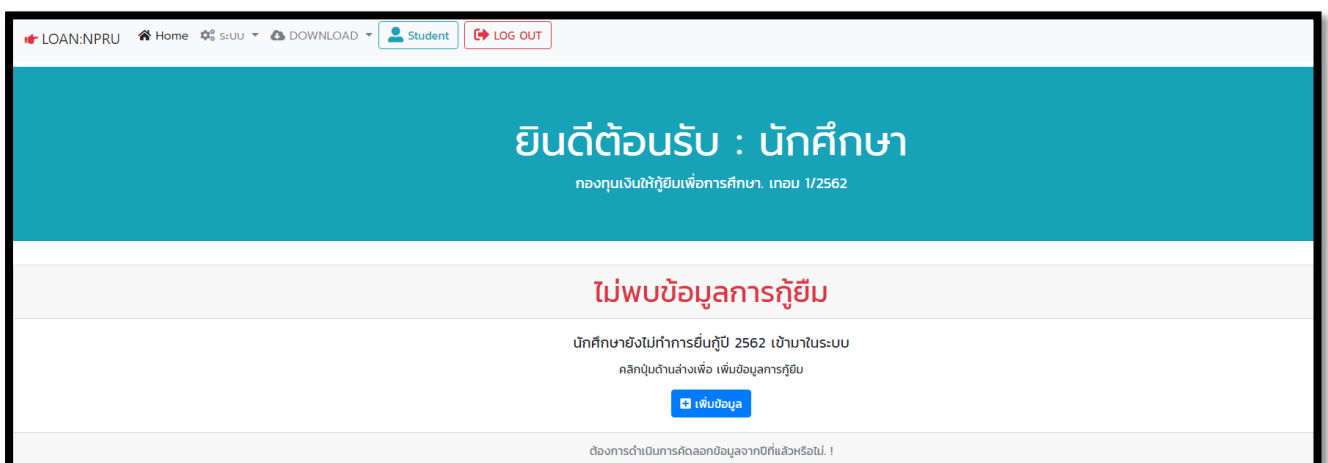 LOAN:NPRU Home ระบบ DOWNLOAD Student LOG OUT
ยินดีต้อนรับ : นักศึกษา
กองทุนเงินให้กู้ยืมเพื่อการศึกษา. เทอม 1/2562
ไม่พบข้อมูลการกู้ยืม
นักศึกษายังไม่ทำการยื่นกู้ปี 2562 เข้ามาในระบบ
คลิกปุ่มด้านล่างเพื่อ เพิ่มข้อมูลการกู้ยืม
เพิ่มข้อมูล
ต้องการดำเนินการคัดลอกข้อมูลจากปีที่แล้วหรือไม่. !